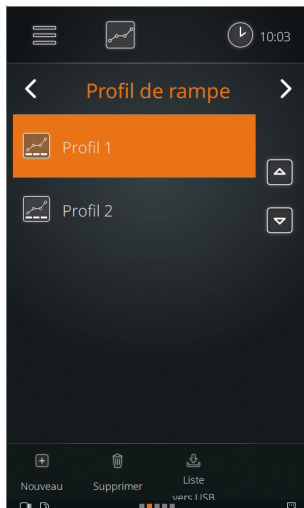 10:03
Profil de rampe
Profil 1
Profil 2
Nouveau
Supprimer
Liste
vers USB